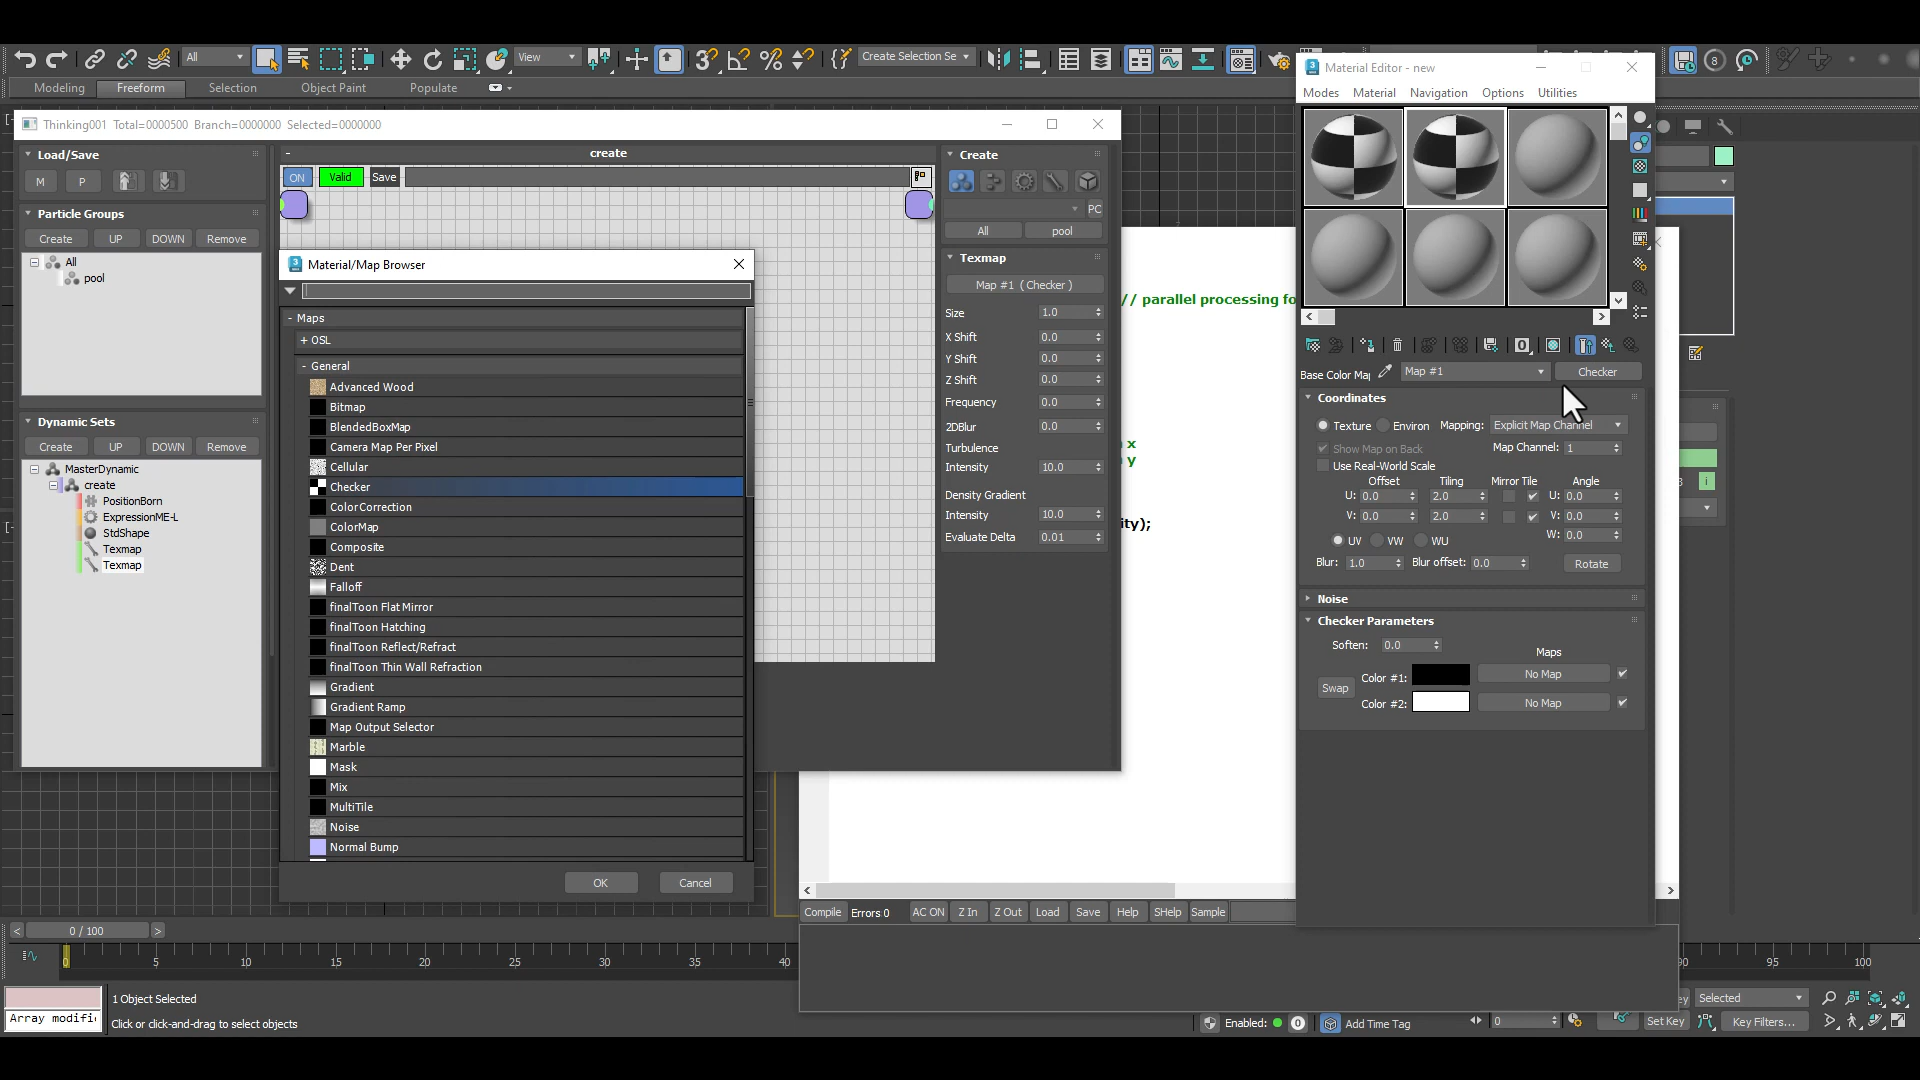 All
View
Create Selection Se
Modeling
Freeform
Selection
Object Paint
Populate
Thinking001 Total=0000500 Branch=0000000 Selected=0000000
Load/Save
M
P
Particle Groups
Create
UP
DOWN
Remove
All
pool
Dynamic Sets
Create
UP
DOWN
Remove
MasterDynamic
create
PositionBorn
ExpressionME-L
StdShape
Texmap
Texmap
create
ON
Valid
Save
Material/Map Browser
- Maps
+ OSL
- General
Advanced Wood
Bitmap
BlendedBoxMap
Camera Map Per Pixel
Cellular
Checker
ColorCorrection
ColorMap
Composite
Dent
Falloff
finalToon FlatMirror
finalToon Hatching
finalToon Reflect/Refract
finalToon Thin Wall Refraction
Gradient
Gradient Ramp
Map Output Selector
Marble
Mask
Mix
MultiTile
Noise
Normal Bump
OK
Cancel
Create
PC
All
pool
Texmap
Map #1 ( Checker )
Size
1.0
X Shift
0.0
Y Shift
0.0
Z Shift
0.0
Frequency
0.0
2DBlur
0.0
Turbulence
Intensity
10.0
Density Gradient
Intensity
10.0
Evaluate Delta
0.01
// parallel processing fo
x
y
ity);
Compile
Errors 0
AC ON
Z In
Z Out
Load
Save
Help
SHelp
Sample
Material Editor - new
Modes
Material
Navigation
Options
Utilities
Base Color Map
Map #1
Checker
Coordinates
Texture
Environ
Mapping:
Explicit Map Channel
Show Map on Back
Map Channel:
1
Use Real-World Scale
Offset
Tiling
Mirror Tile
Angle
U:
0.0
2.0
U:
0.0
V:
0.0
2.0
V:
0.0
W:
0.0
UV
VW
WU
Blur:
1.0
Blur offset:
0.0
Rotate
Noise
Checker Parameters
Soften:
0.0
Maps
Swap
Color #1:
No Map
Color #2:
No Map
8
i
0 / 100
0
5
10
15
20
25
30
35
40
90
95
100
Array modifi
1 Object Selected
Click or click-and-drag to select objects
Enabled:
0
Add Time Tag
0
Selected
Set Key
Key Filters...